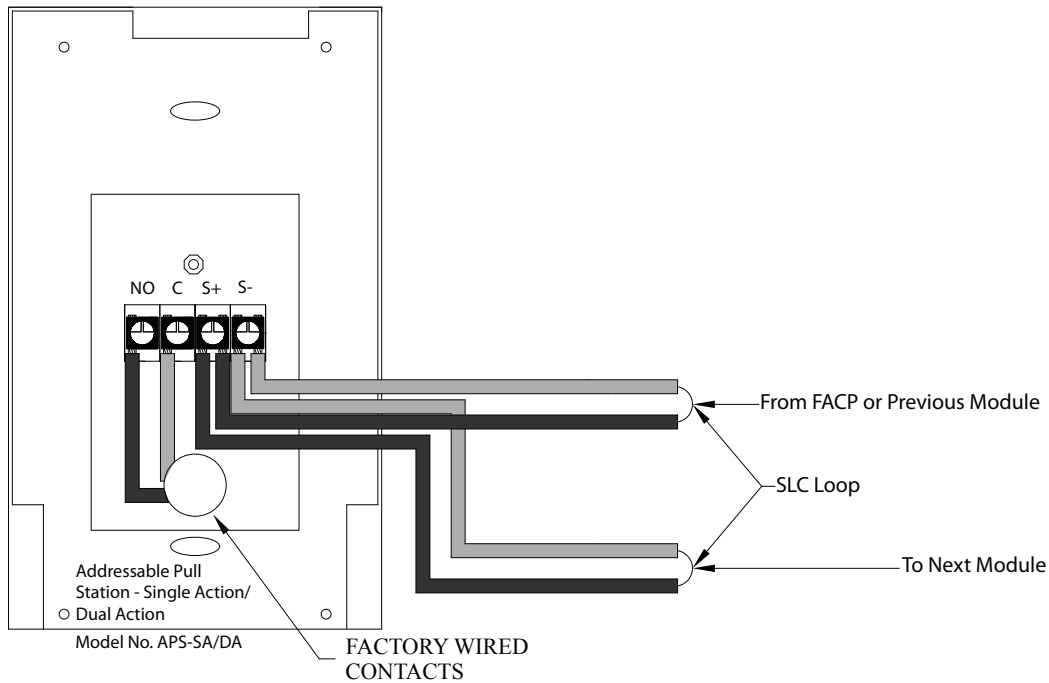 NO C S+ S-
From FACP or Previous Module
SLC Loop
To Next Module
Addressable Pull
Station - Single Action/
Dual Action
Model No. APS-SA/DA
FACTORY WIRED
CONTACTS